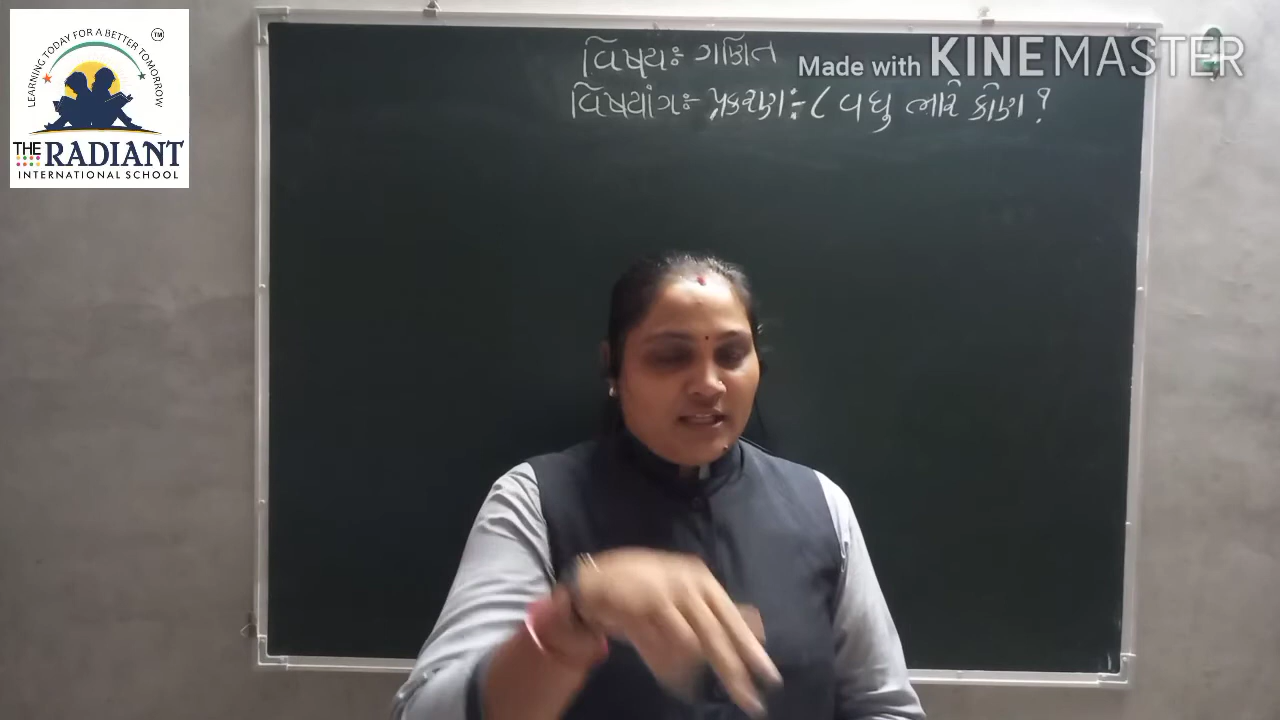 LEARNING TODAY FOR A BETTER TOMORROW
TM
THE RADIANT
INTERNATIONAL SCHOOL
વિષય:- ગણિત
Made with KINEMASTER
વિષયાંગ:- પ્રકરણ:- ૮ વધુ ભારે કોણ ?